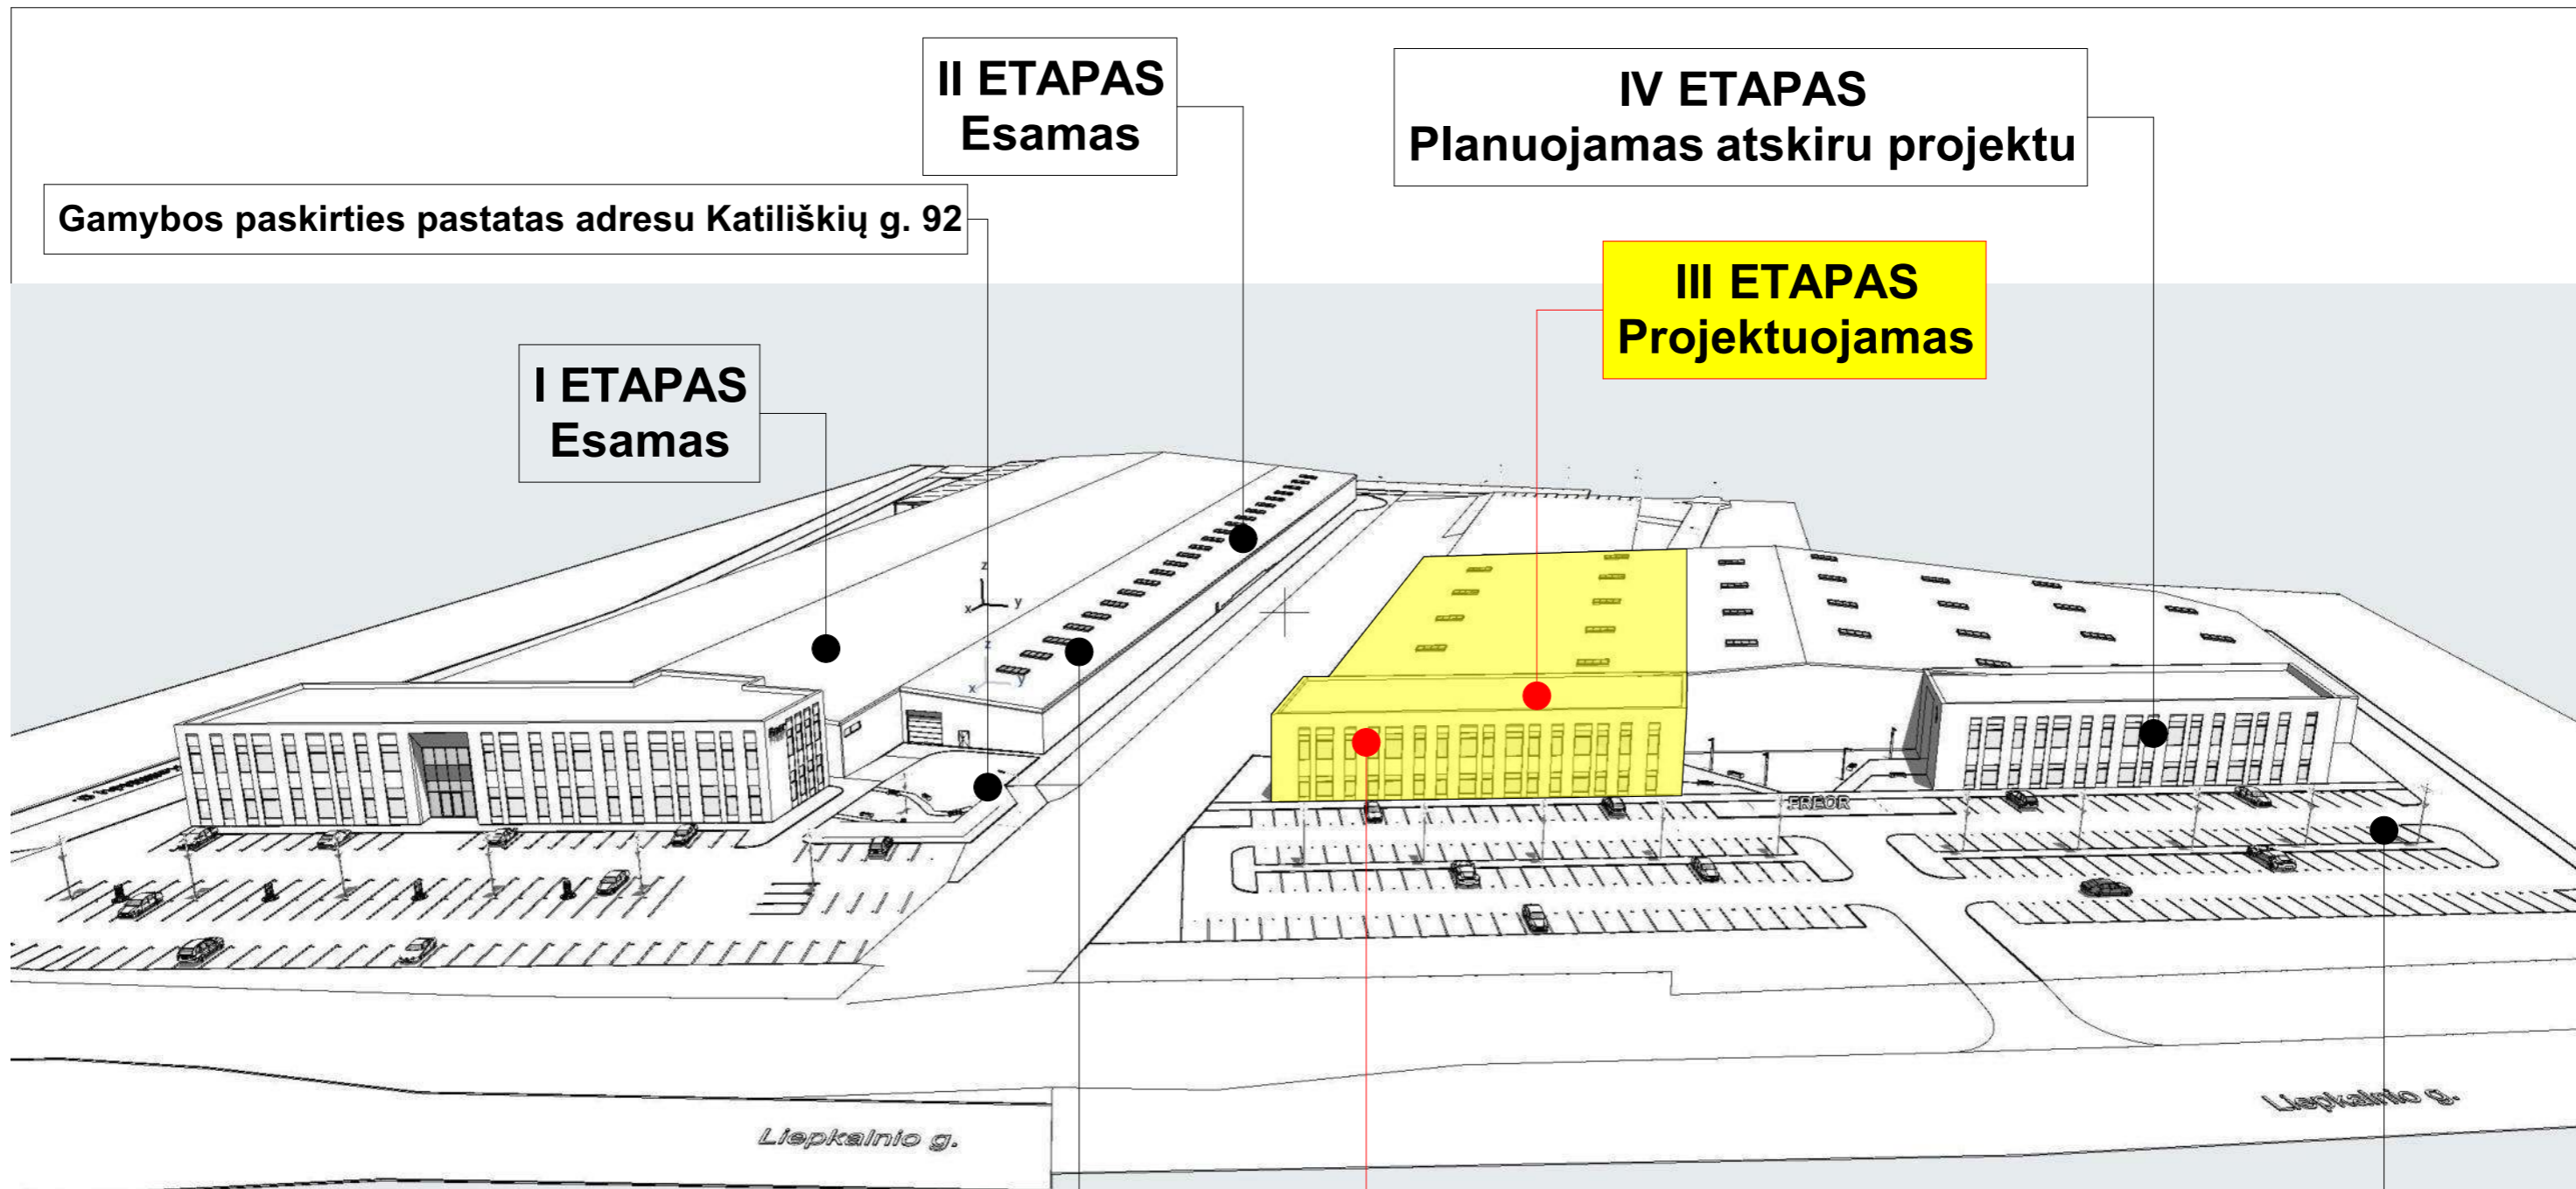 II ETAPAS
Esamas
IV ETAPAS
Planuojamas atskiru projektu
Gamybos paskirties pastatas adresu Katiliškių g. 92
III ETAPAS
Projektuojamas
I ETAPAS
Esamas
z
x
y
z
x
y
FREOR
Liepkalnio g.
Liepkalnio g.